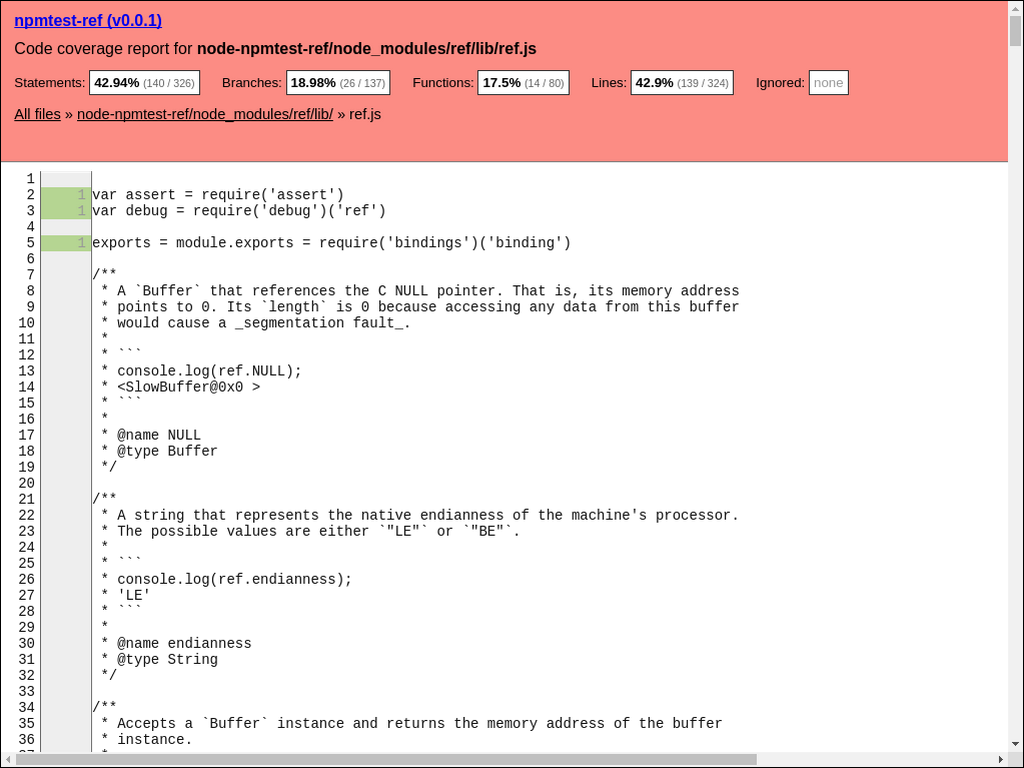 npmtest-ref (v0.0.1)
Code coverage report for node-npmtest-ref/node_modules/ref/lib/ref.js
Statements: 42.94% (140 / 326) Branches: 18.98% (26 / 137) Functions: 17.5% (14 / 80) Lines: 42.9% (139 / 324) Ignored: none
All files » node-npmtest-ref/node_modules/ref/lib/ » ref.js
1
2 1 var assert = require('assert')
3 1 var debug = require('debug')('ref')
4
5 1 exports = module.exports = require('bindings')('binding')
6
7 /**
8 * A `Buffer` that references the C NULL pointer. That is, its memory address
9 * points to 0. Its `length` is 0 because accessing any data from this buffer
10 * would cause a _segmentation fault_.
11 *
12 * ```
13 * console.log(ref.NULL);
14 * <SlowBuffer@0x0 >
15 * ```
16 *
17 * @name NULL
18 * @type Buffer
19 */
20
21 /**
22 * A string that represents the native endianness of the machine's processor.
23 * The possible values are either `"LE"` or `"BE"`.
24 *
25 * ```
26 * console.log(ref.endianness);
27 * 'LE'
28 * ```
29 *
30 * @name endianness
31 * @type String
32 */
33
34 /**
35 * Accepts a `Buffer` instance and returns the memory address of the buffer
36 * instance.